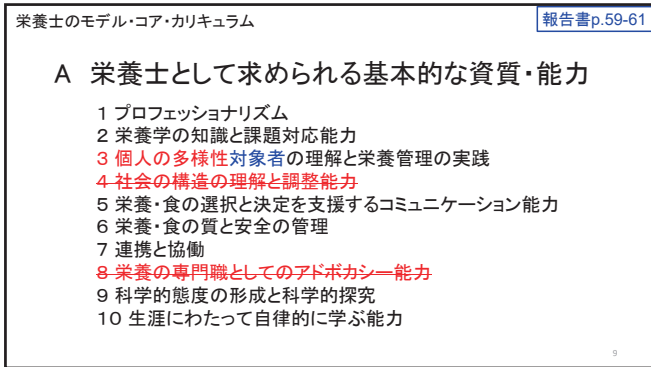 栄養士のモデル・コア・カリキュラム
報告書p.59-61
A 栄養士として求められる基本的な資質・能力
1 プロフェッショナリズム
2 栄養学の知識と課題対応能力
3 個人の多様性対象者の理解と栄養管理の実践
4 社会の構造の理解と調整能力
5 栄養・食の選択と決定を支援するコミュニケーション能力
6 栄養・食の質と安全の管理
7 連携と協働
8 栄養の専門職としてのアドボカシー能力
9 科学的態度の形成と科学的探究
10 生涯にわたって自律的に学ぶ能力
9